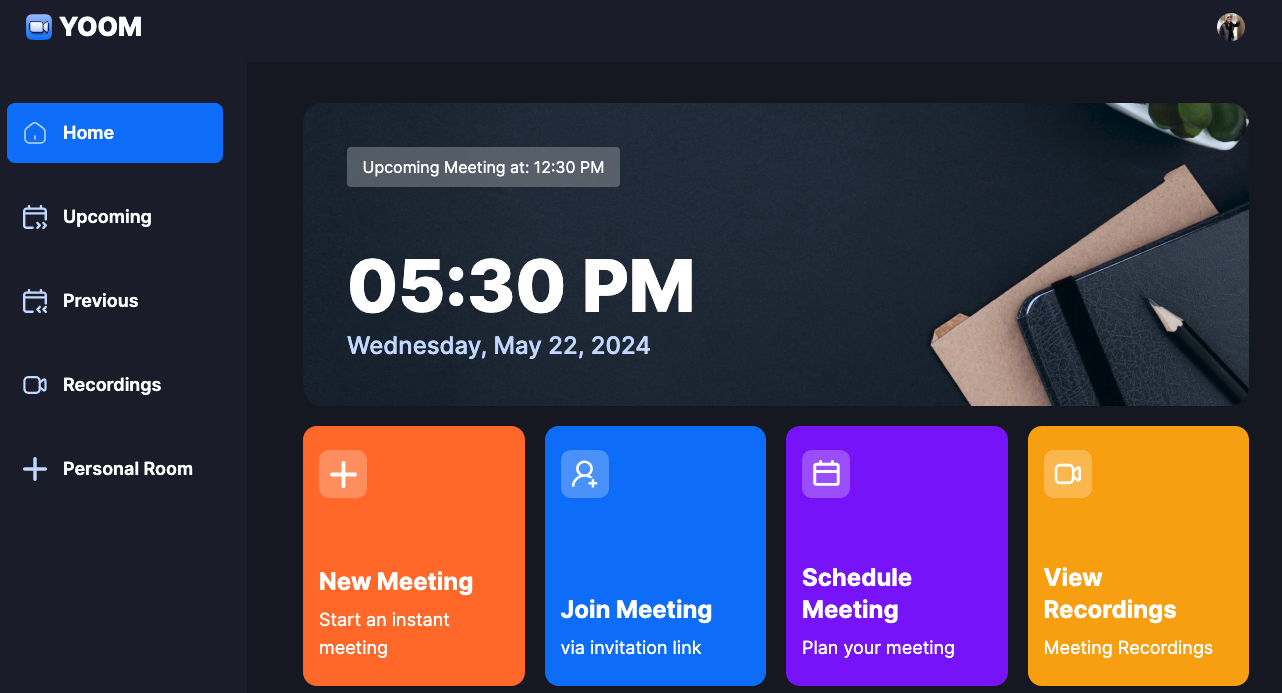 YOOM
Home
Upcoming
Previous
Recordings
Personal Room
Upcoming Meeting at: 12:30 PM
05:30 PM
Wednesday, May 22, 2024
New Meeting
Start an instant
meeting
Join Meeting
via invitation link
Schedule
Meeting
Plan your meeting
View
Recordings
Meeting Recordings